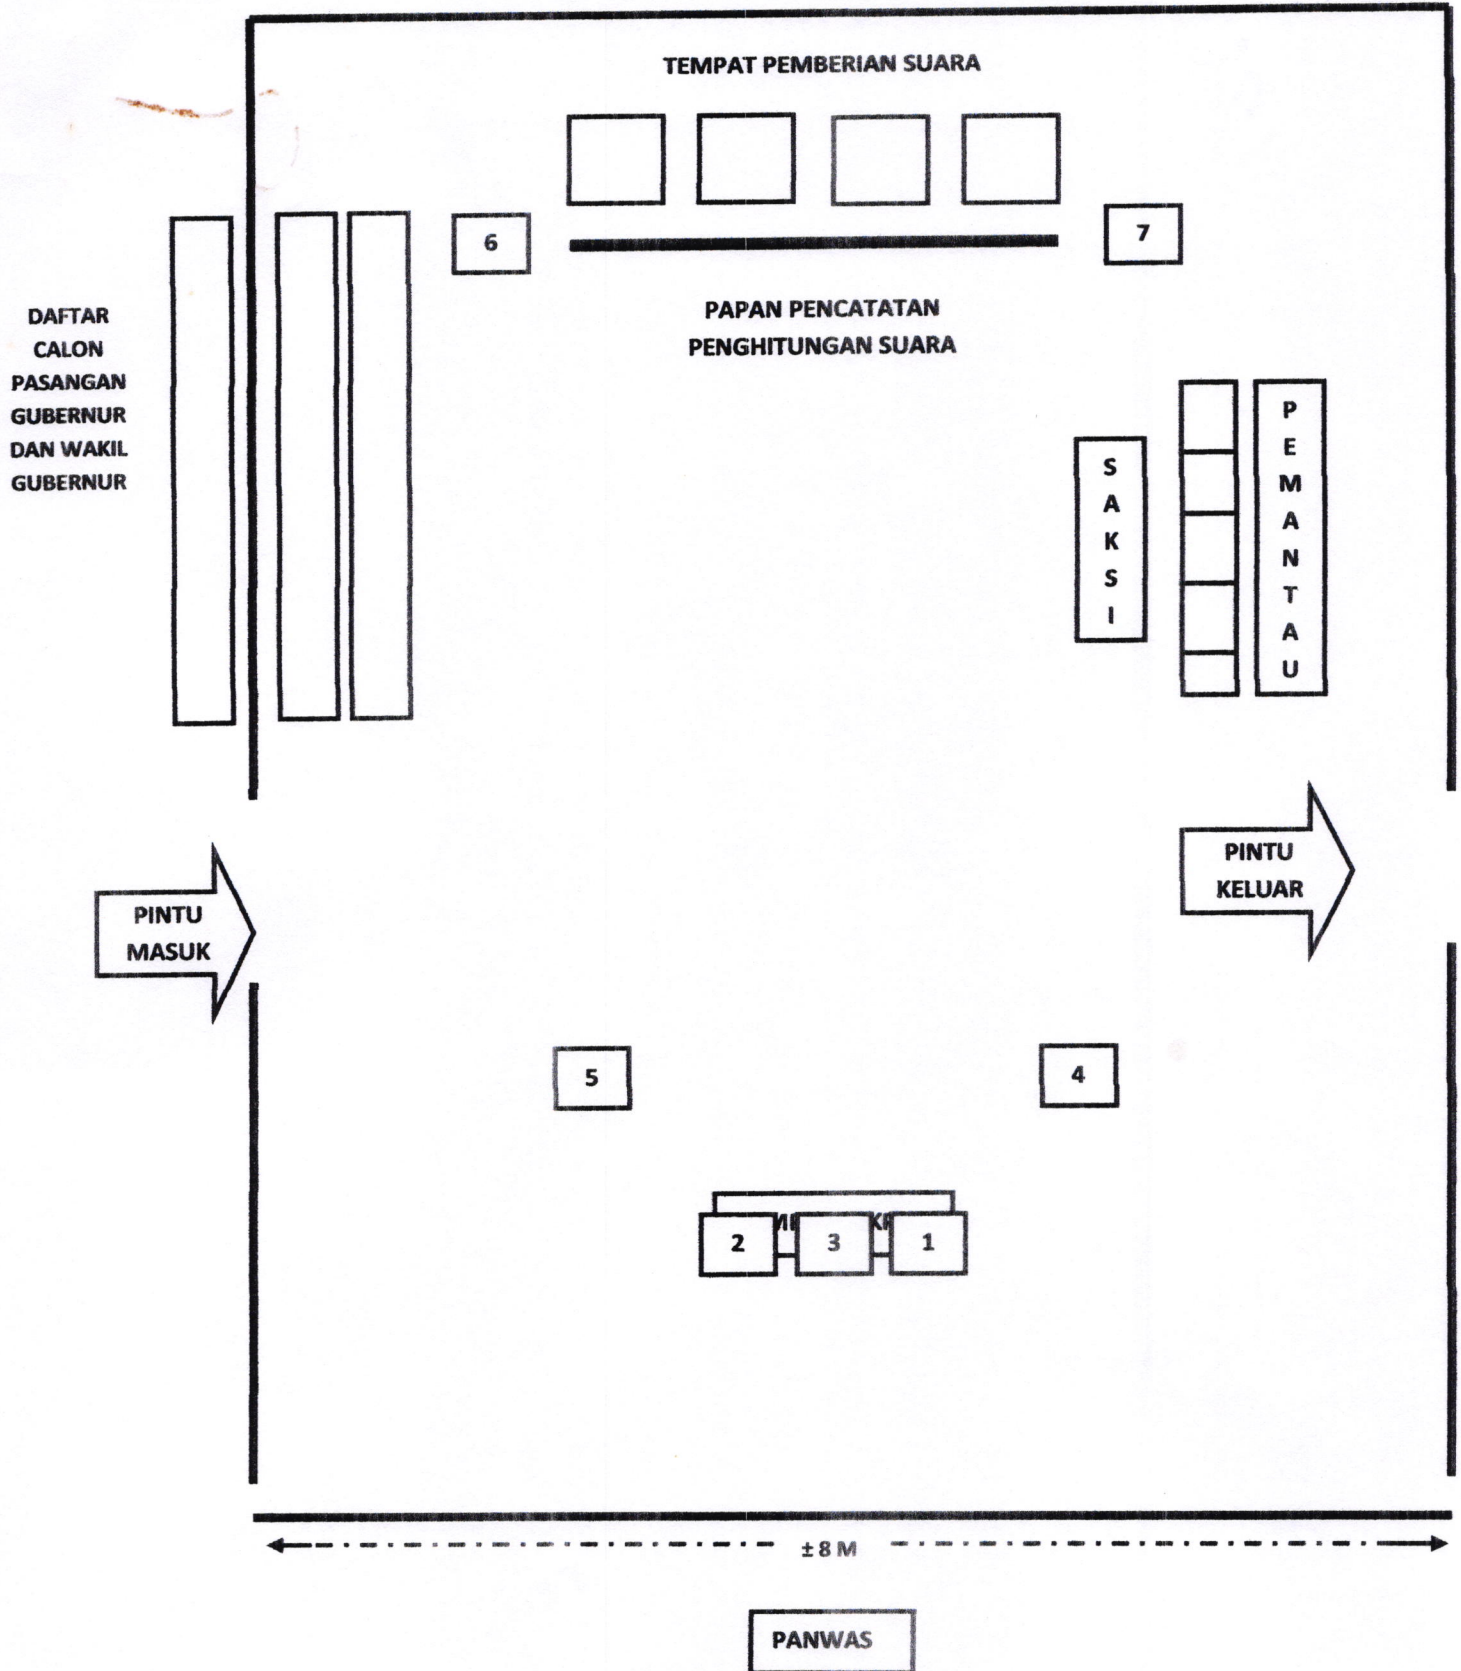 TEMPAT PEMBERIAN SUARA
6
7
PAPAN PENCATATAN
PENGHITUNGAN SUARA
DAFTAR
CALON
PASANGAN
GUBERNUR
DAN WAKIL
GUBERNUR
S
A
K
S
I
P
E
M
A
N
T
A
U
PINTU
MASUK
PINTU
KELUAR
5
4
2
3
1
± 8 M
PANWAS